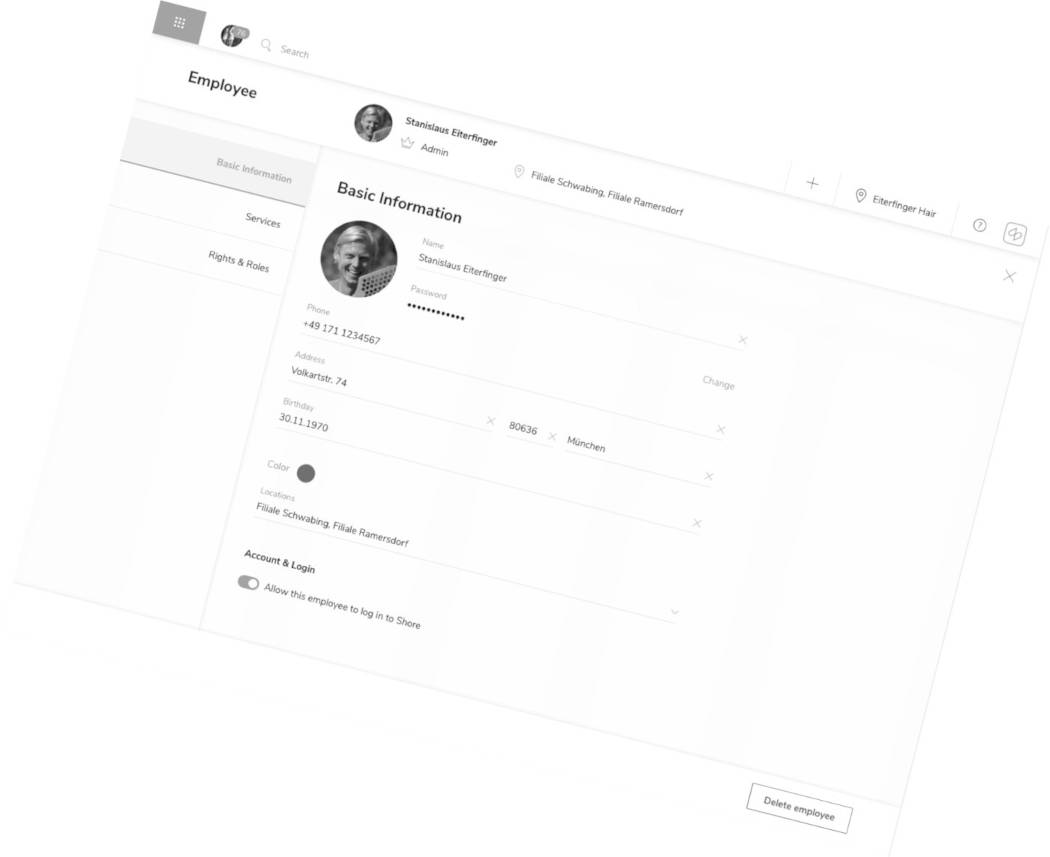 Search
Employee
Stanislaus Eiterfinger
Admin
Filiale Schwabing, Filiale Ramersdorf
Eiterfinger Hair
?
Basic Information
Services
Rights & Roles
Basic Information
Name
Stanislaus Eiterfinger
Password
••••••••••••
Change
Phone
+49 171 1234567
Address
Volkartstr. 74
80636
München
Birthday
30.11.1970
Color
Locations
Filiale Schwabing, Filiale Ramersdorf
Account & Login
Allow this employee to log in to Shore
Delete employee